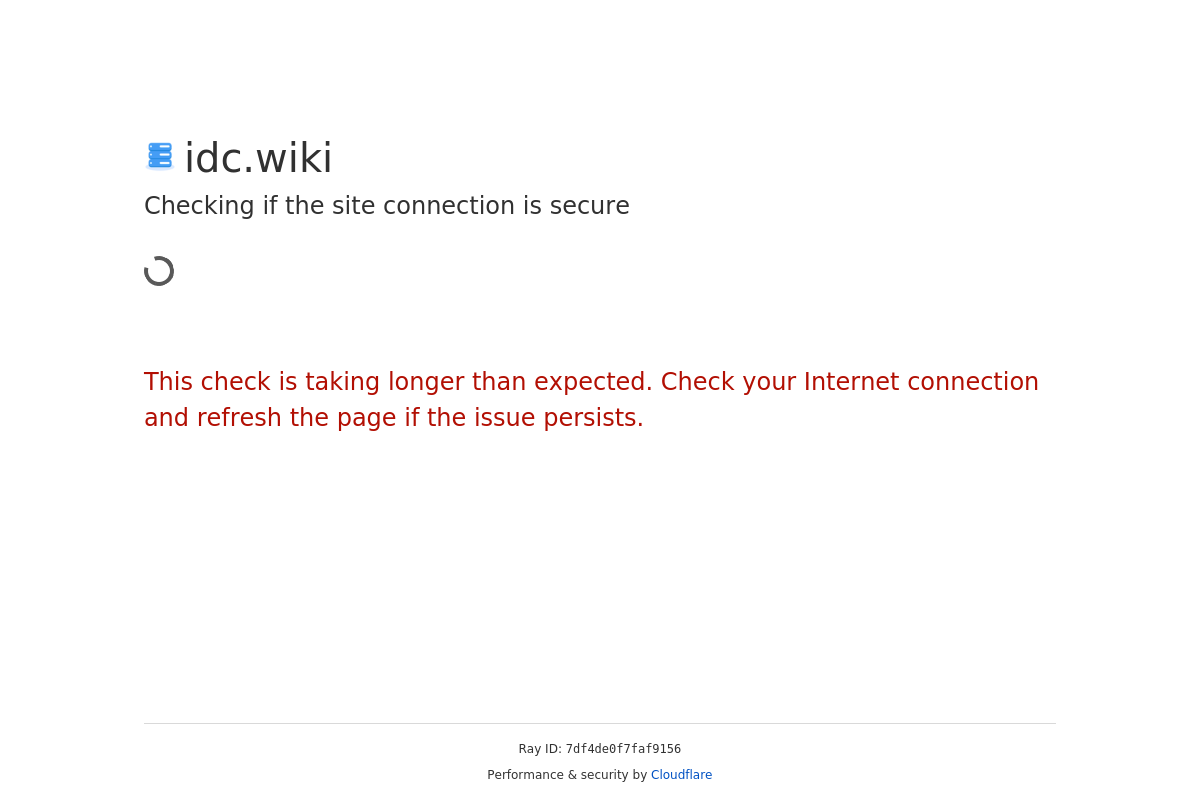 idc.wiki
Checking if the site connection is secure
This check is taking longer than expected. Check your Internet connection
and refresh the page if the issue persists.
Ray ID: 7df4de0f7faf9156
Performance & security by Cloudflare